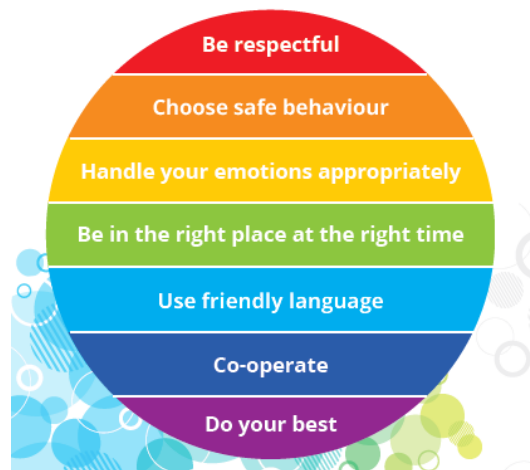 Be respectful
Choose safe behaviour
Handle your emotions appropriately
Be in the right place at the right time
Use friendly language
Co-operate
Do your best